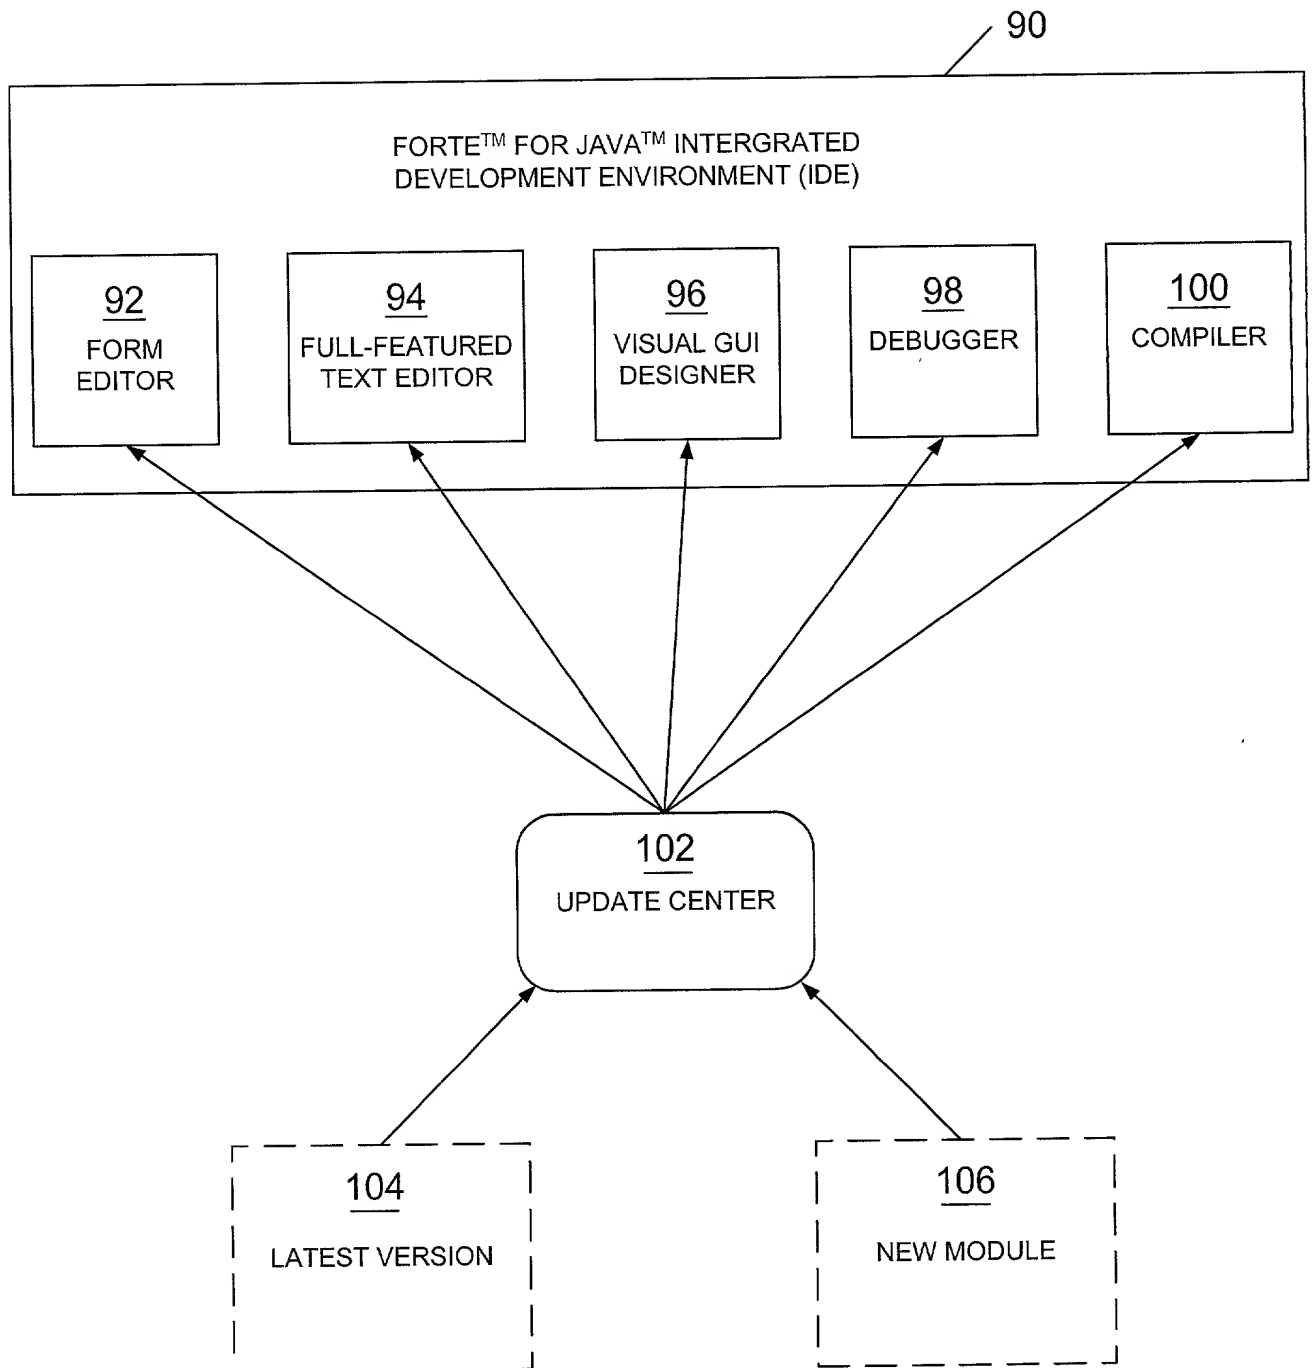 90
FORTE™ FOR JAVA™ INTERGRATED
DEVELOPMENT ENVIRONMENT (IDE)
92
FORM
EDITOR
94
FULL-FEATURED
TEXT EDITOR
96
VISUAL GUI
DESIGNER
98
DEBUGGER
100
COMPILER
102
UPDATE CENTER
104
LATEST VERSION
106
NEW MODULE